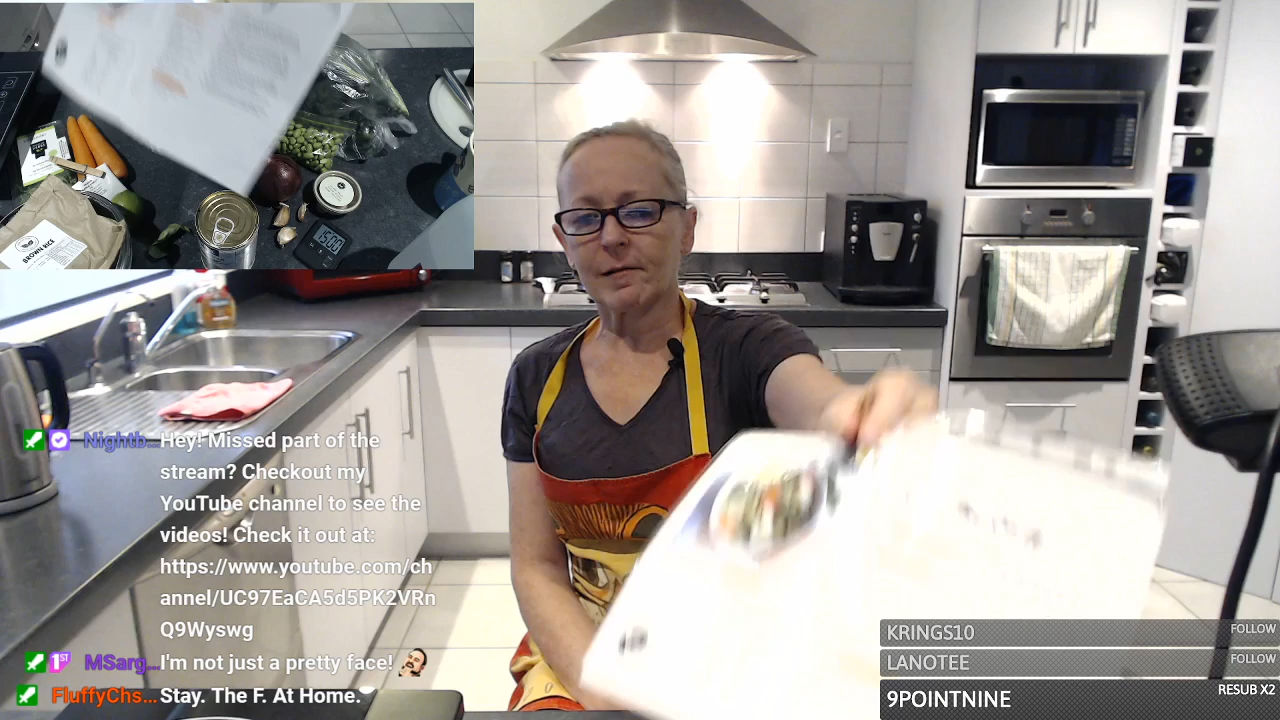 BROWN RICE
1500
Nightb... Hey! Missed part of the
stream? Checkout my
YouTube channel to see the
videos! Check it out at:
https://www.youtube.com/ch
annel/UC97EaCA5d5PK2VRn
Q9Wyswg
MSarg... I'm not just a pretty face!
FluffyChs... Stay. The F. At Home.
KRINGS10 FOLLOW
LANOTEE FOLLOW
9POINTNINE RESUB X2